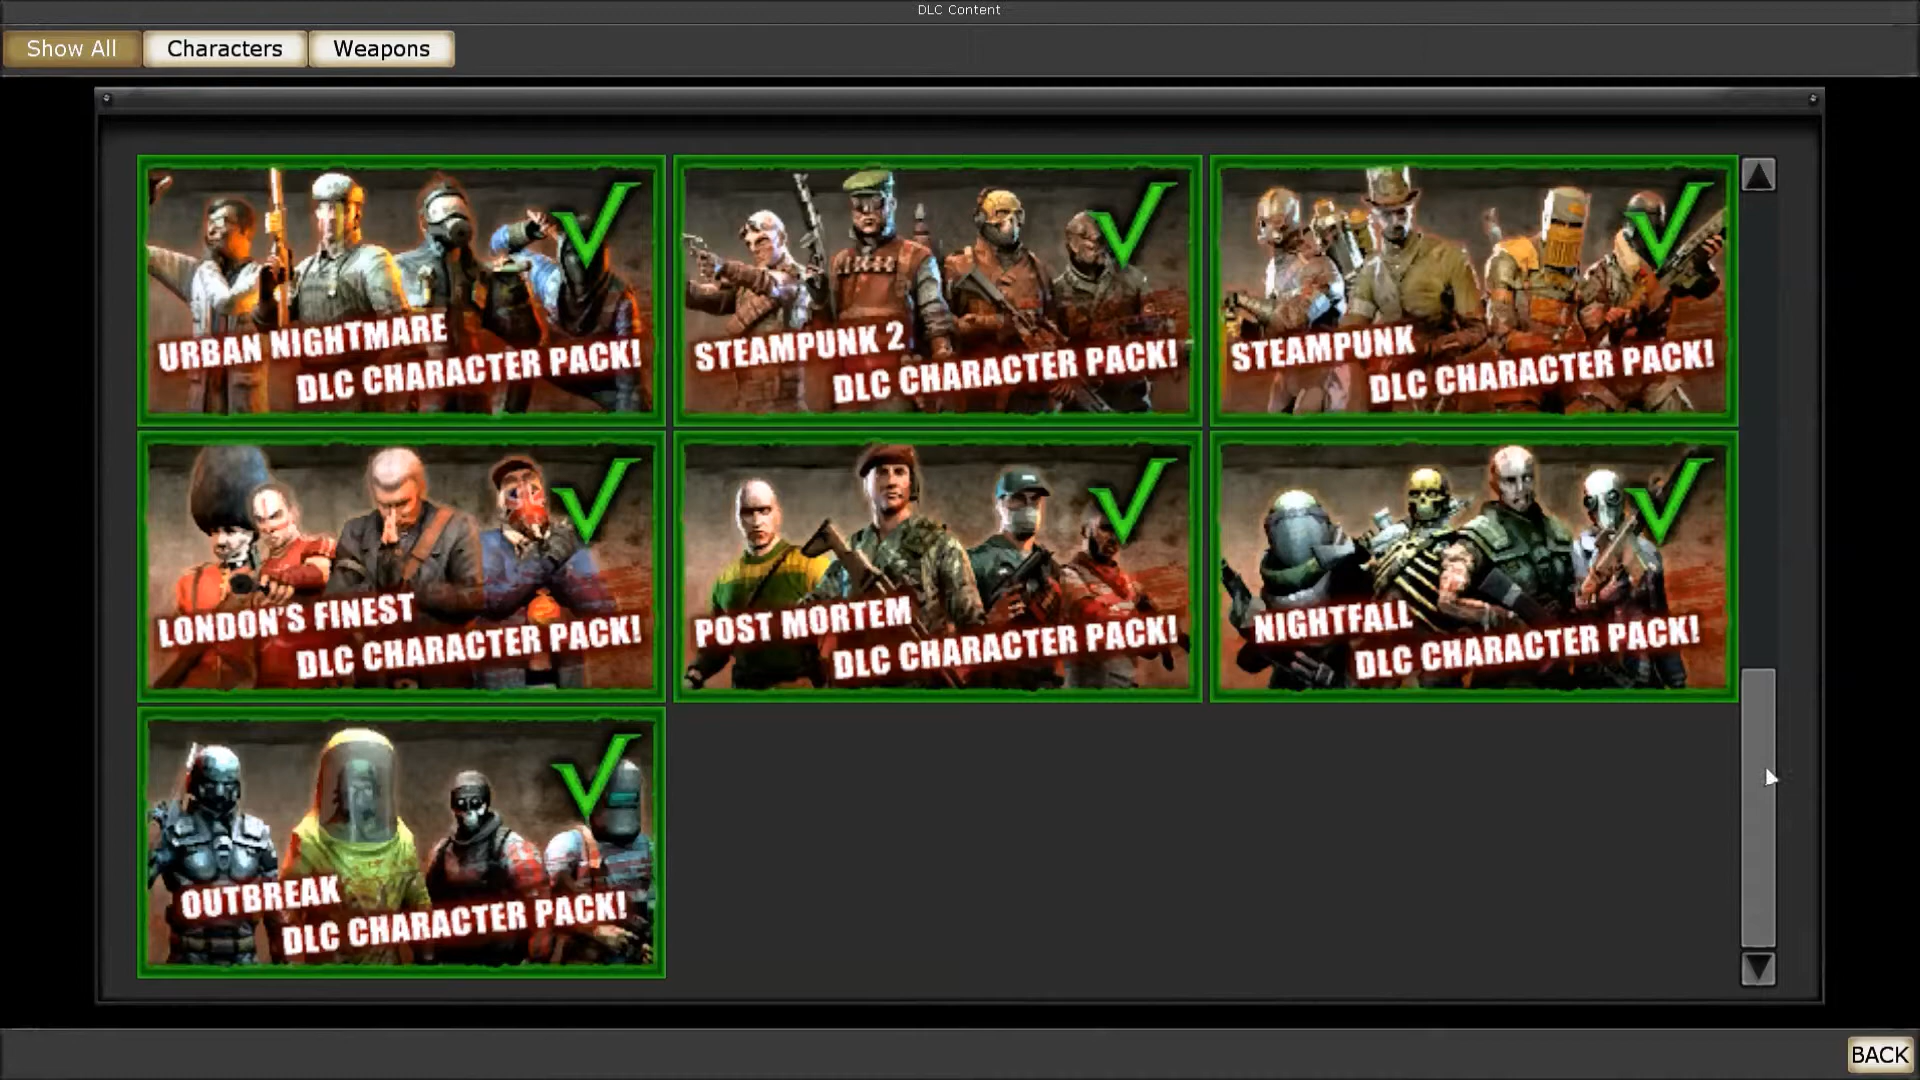 DLC Content
Show All
Characters
Weapons
URBAN NIGHTMARE
DLC CHARACTER PACK!
STEAMPUNK 2
DLC CHARACTER PACK!
STEAMPUNK
DLC CHARACTER PACK!
LONDON'S FINEST
DLC CHARACTER PACK!
POST MORTEM
DLC CHARACTER PACK!
NIGHTFALL
DLC CHARACTER PACK!
OUTBREAK
DLC CHARACTER PACK!
BACK